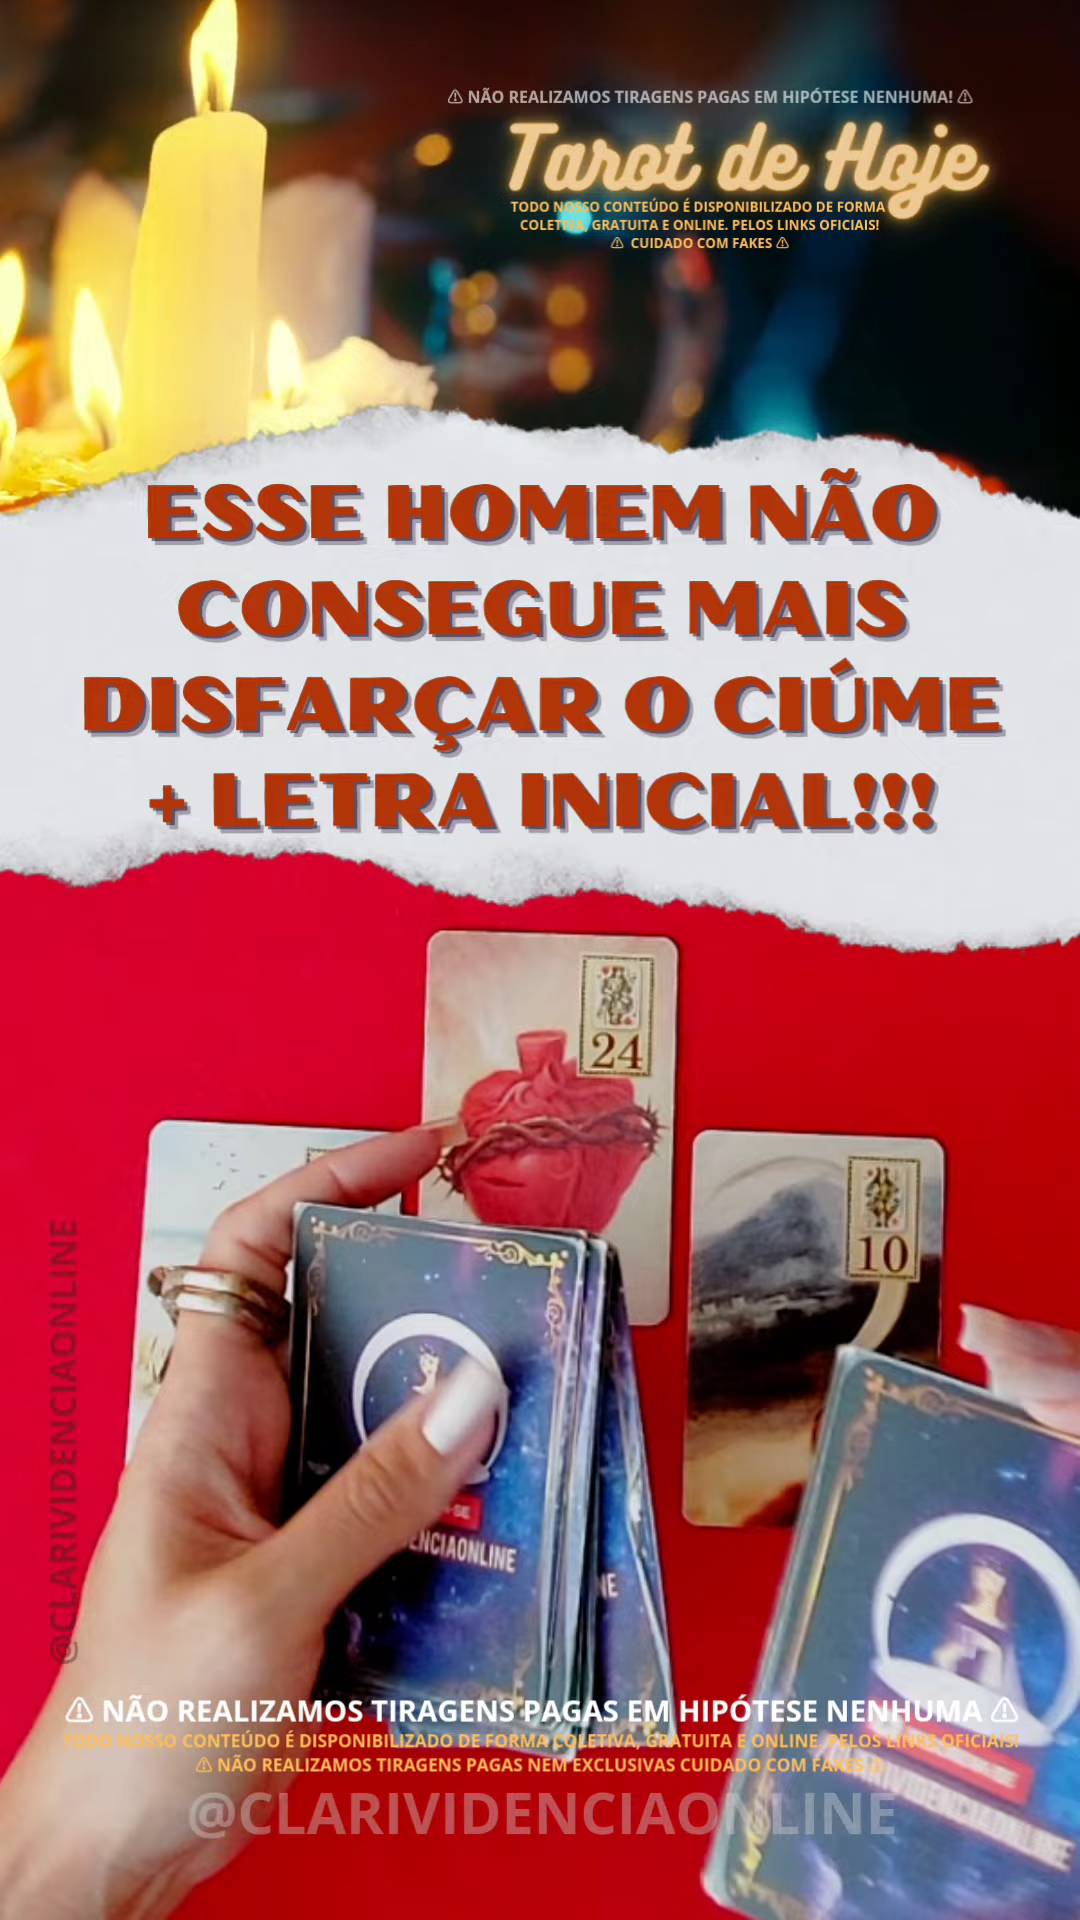 ⚠ NÃO REALIZAMOS TIRAGENS PAGAS EM HIPÓTESE NENHUMA! ⚠
Tarot de Hoje
TODO NOSSO CONTEÚDO É DISPONIBILIZADO DE FORMA
COLETIVA, GRATUITA E ONLINE. PELOS LINKS OFICIAIS!
⚠ CUIDADO COM FAKES ⚠
ESSE HOMEM NÃO
CONSEGUE MAIS
DISFARÇAR O CIÚME
+ LETRA INICIAL!!!
24
10
@CLARIVIDENCIAONLINE
ENCIAONLINE
NE
⚠ NÃO REALIZAMOS TIRAGENS PAGAS EM HIPÓTESE NENHUMA ⚠
TODO NOSSO CONTEÚDO É DISPONIBILIZADO DE FORMA COLETIVA, GRATUITA E ONLINE. PELOS LINKS OFICIAIS!
⚠ NÃO REALIZAMOS TIRAGENS PAGAS NEM EXCLUSIVAS CUIDADO COM FAKES ⚠
@CLARIVIDENCIAONLINE